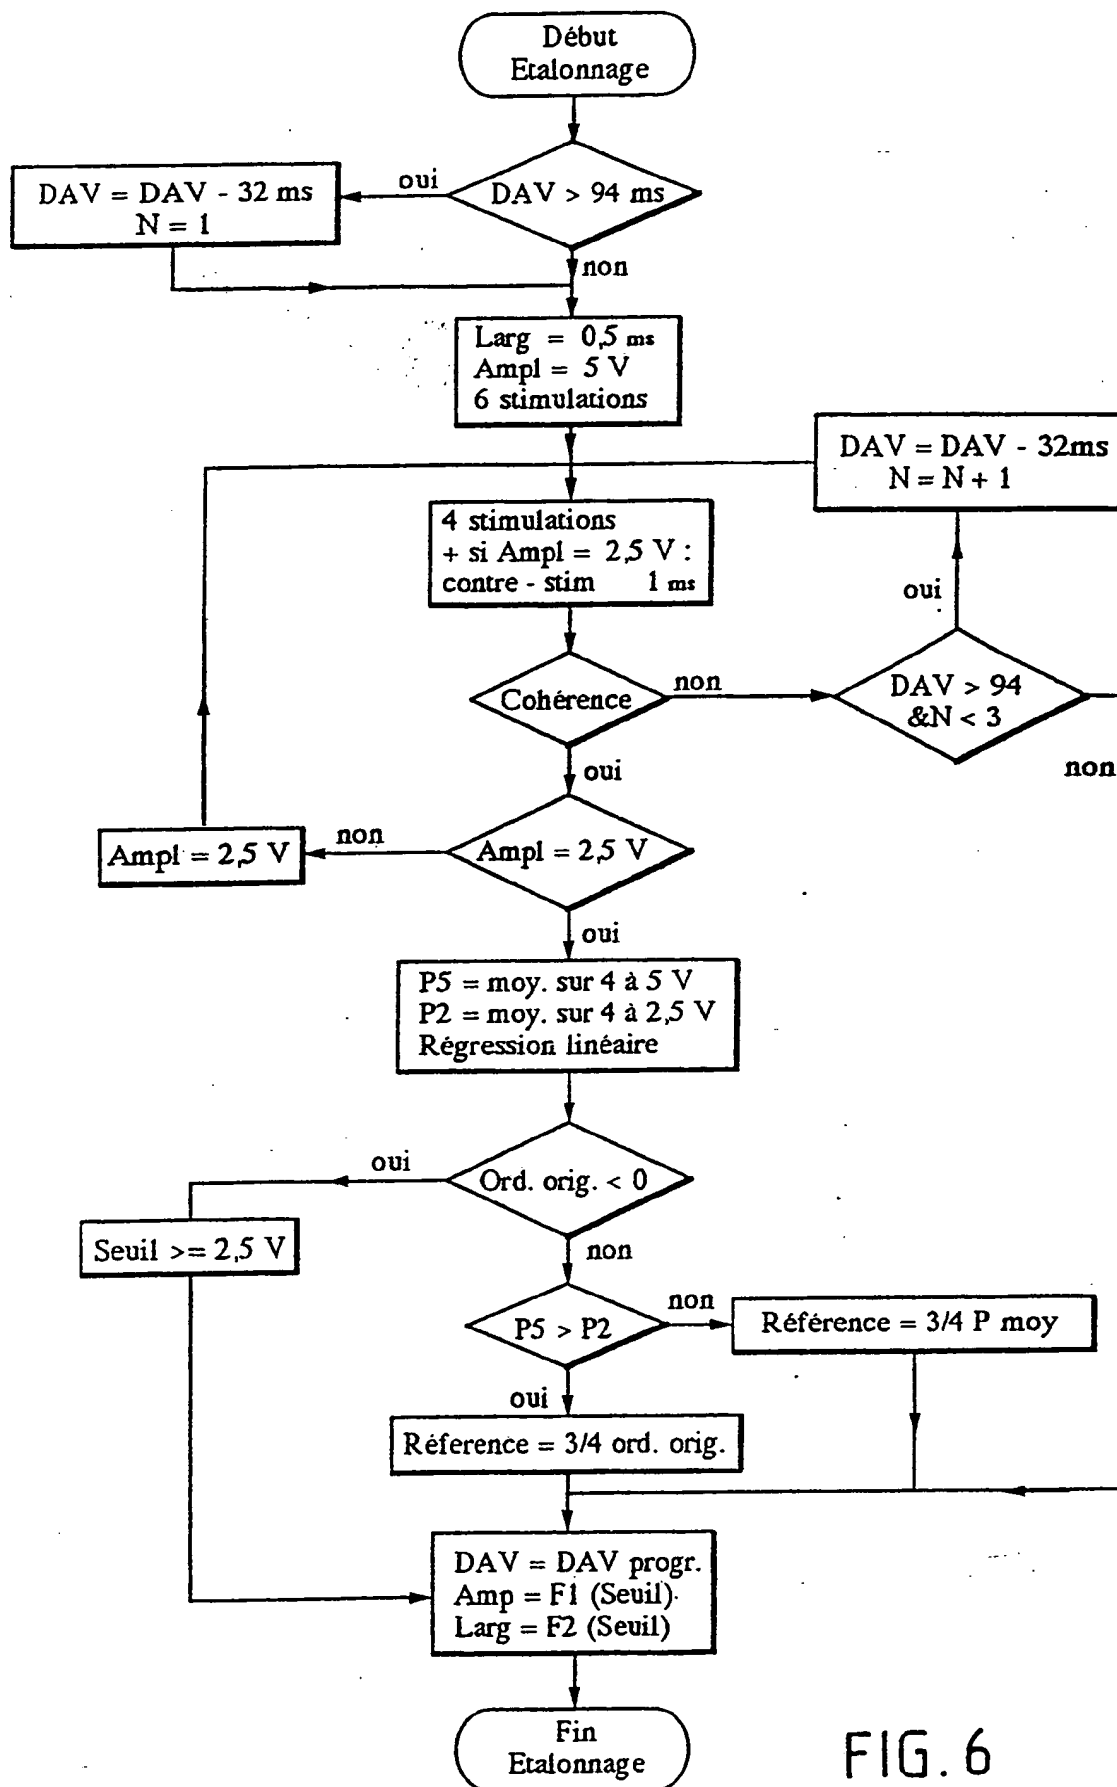 Début
Etalonnage
DAV > 94 ms
oui
DAV = DAV - 32 ms
N = 1
non
Larg = 0,5 ms
Ampl = 5 V
6 stimulations
DAV = DAV - 32ms
N = N + 1
4 stimulations
+ si Ampl = 2,5 V :
contre - stim 1 ms
oui
Cohérence
non
DAV > 94
&N < 3
non
oui
Ampl = 2,5 V
non
Ampl = 2,5 V
oui
P5 = moy. sur 4 à 5 V
P2 = moy. sur 4 à 2,5 V
Régression linéaire
oui
Ord. orig. < 0
Seuil >= 2,5 V
non
P5 > P2
non
Référence = 3/4 P moy
oui
Réference = 3/4 ord. orig.
DAV = DAV progr.
Amp = F1 (Seuil)
Larg = F2 (Seuil)
Fin
Etalonnage
FIG. 6